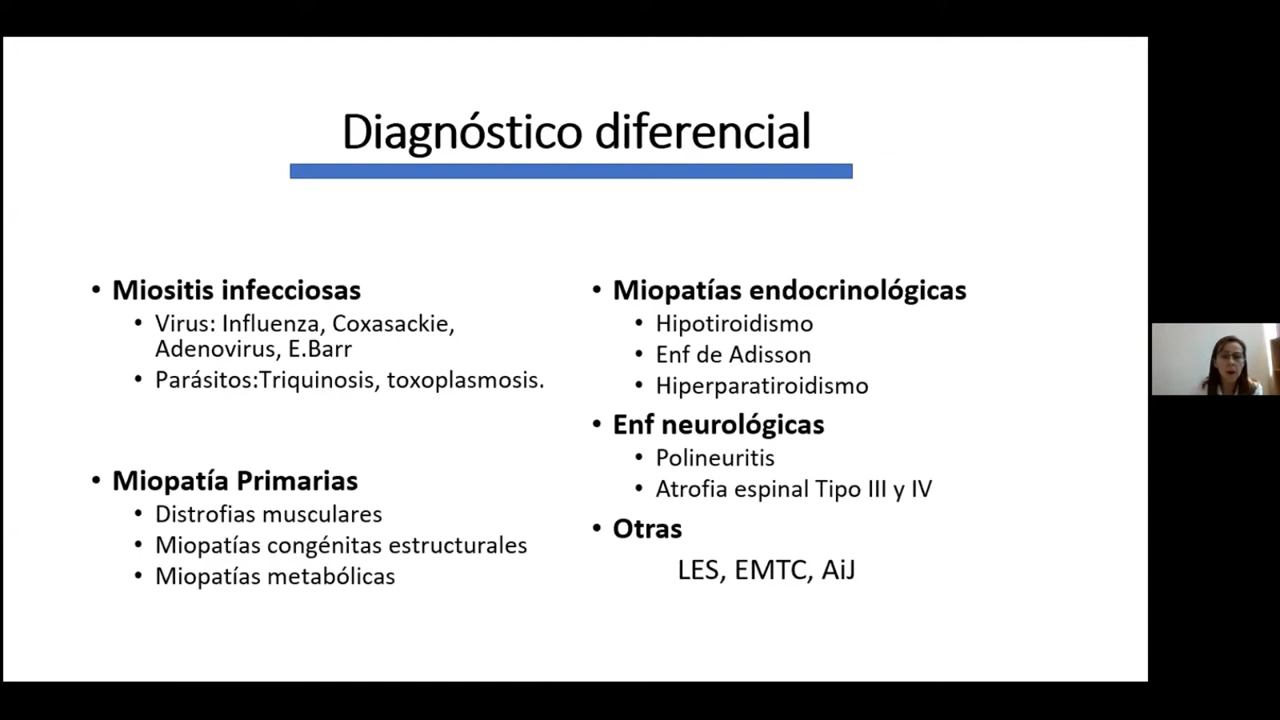 Diagnóstico diferencial
• Miositis infecciosas
• Virus: Influenza, Coxasackie,
Adenovirus, E.Barr
• Parásitos:Triquinosis, toxoplasmosis.
• Miopatía Primarias
• Distrofias musculares
• Miopatías congénitas estructurales
• Miopatías metabólicas
• Miopatías endocrinológicas
• Hipotiroidismo
• Enf de Adisson
• Hiperparatiroidismo
• Enf neurológicas
• Polineuritis
• Atrofia espinal Tipo III y IV
• Otras
LES, EMTC, AiJ